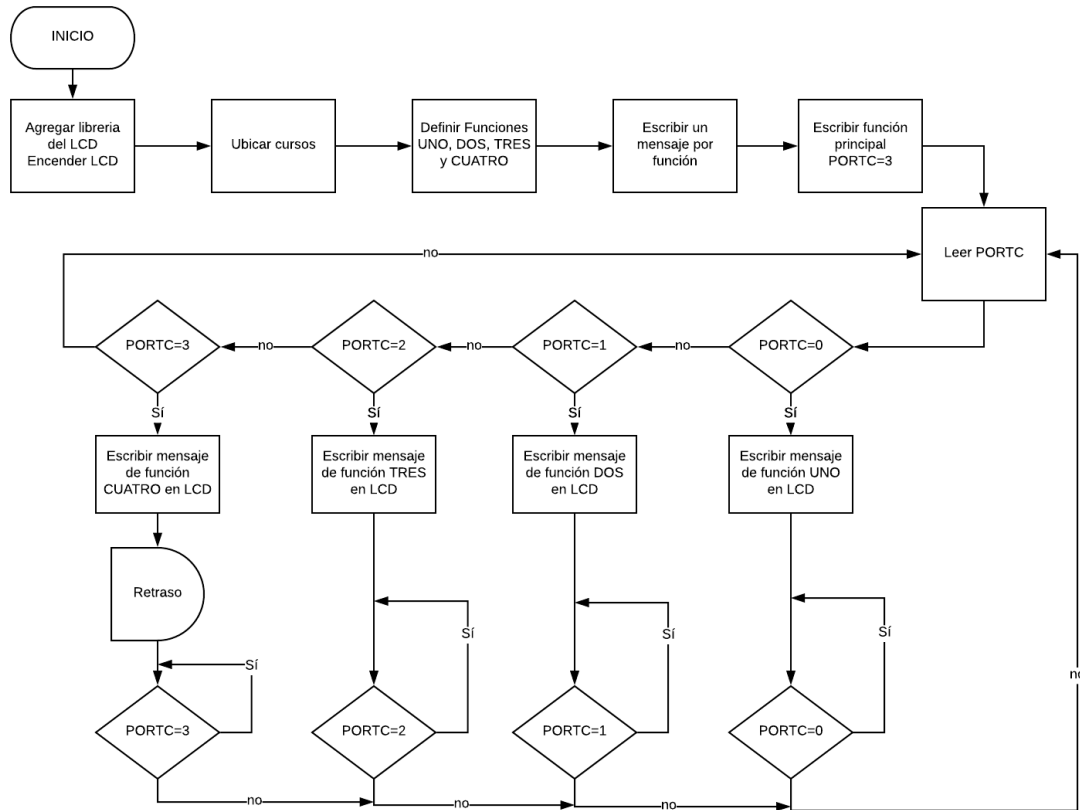 INICIO
Agregar libreria
del LCD
Encender LCD
Ubicar cursos
Definir Funciones
UNO, DOS, TRES
y CUATRO
Escribir un
mensaje por
función
Escribir función
principal
PORTC=3
Leer PORTC
no
PORTC=3
no
PORTC=2
no
PORTC=1
no
PORTC=0
Sí
Sí
Sí
Sí
Escribir mensaje
de función
CUATRO en LCD
Escribir mensaje
de función TRES
en LCD
Escribir mensaje
de función DOS
en LCD
Escribir mensaje
de función UNO
en LCD
Retraso
Sí
Sí
Sí
Sí
no
PORTC=3
PORTC=2
PORTC=1
PORTC=0
no
no
no